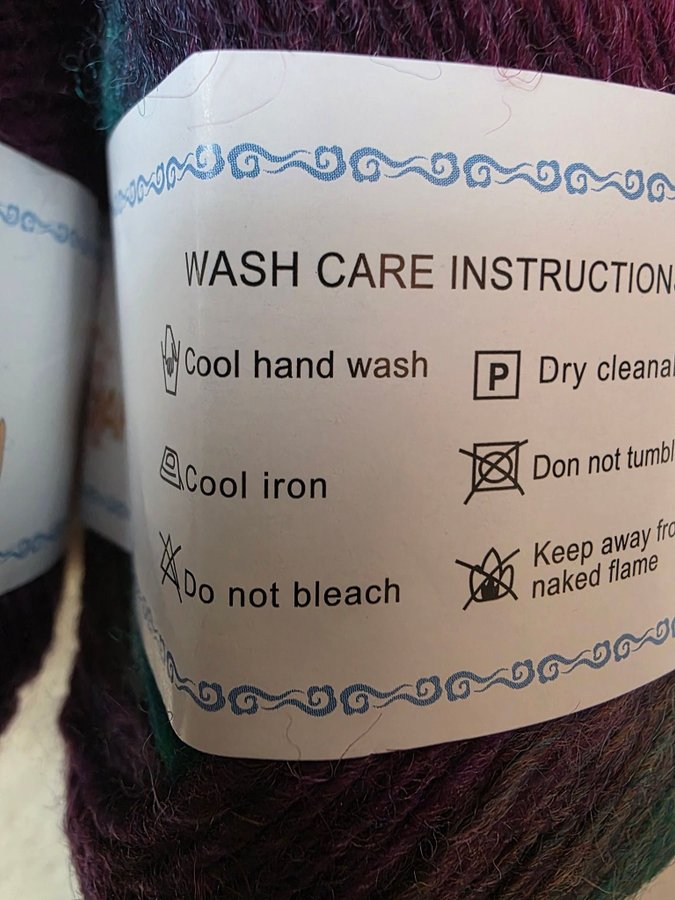 WASH CARE INSTRUCTION
Cool hand wash
Cool iron
Do not bleach
P Dry cleana
Don not tumbl
Keep away fro
naked flame